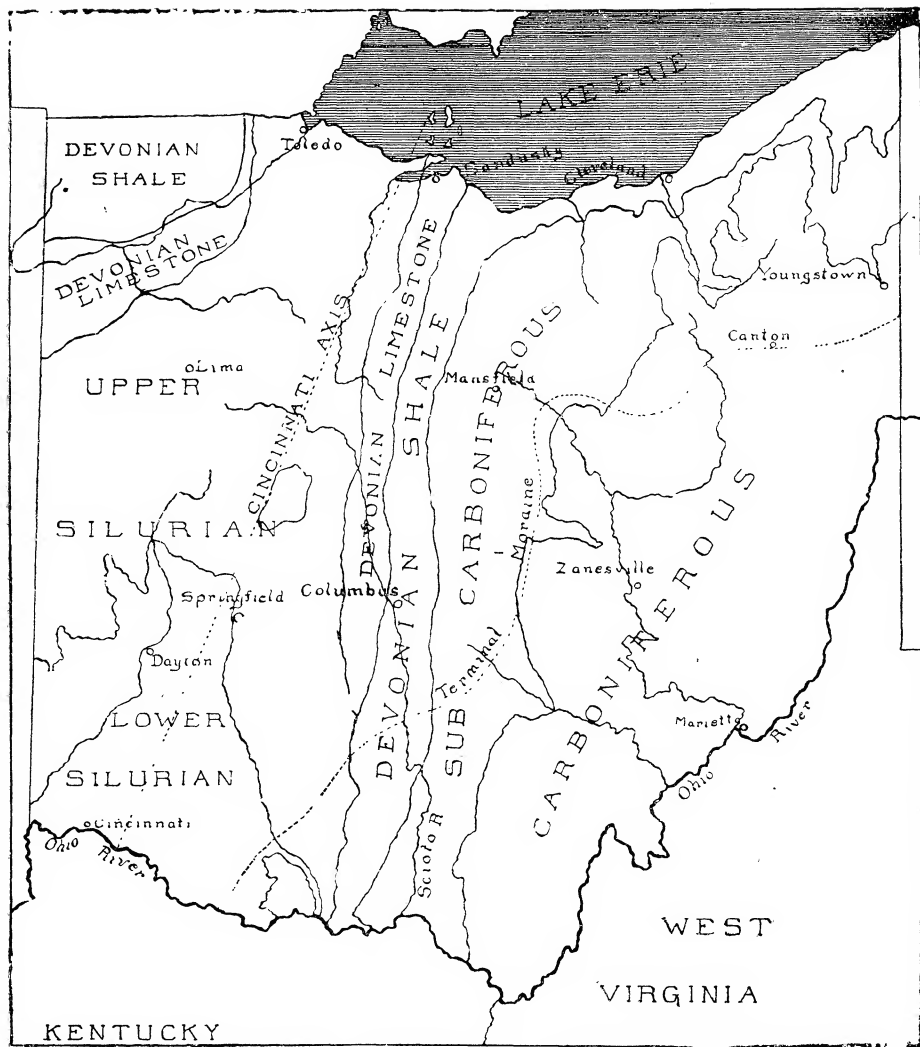 LAKE ERIE
Toledo
Sandusky
Cleveland
DEVONIAN
SHALE
DEVONIAN
LIMESTONE
Youngstown
Canton
UPPER
Lima
CINCINNATI AXIS
DEVONIAN LIMESTONE
DEVONIAN SHALE
Mansfield
SUB CARBONIFEROUS
SILURIAN
Terminal Moraine
Zanesville
Springfield
Columbus
CARBONINEROUS
Dayton
LOWER
SILURIAN
Marietta
Ohio River
Cincinnati
Ohio River
Scioto R
WEST
VIRGINIA
KENTUCKY